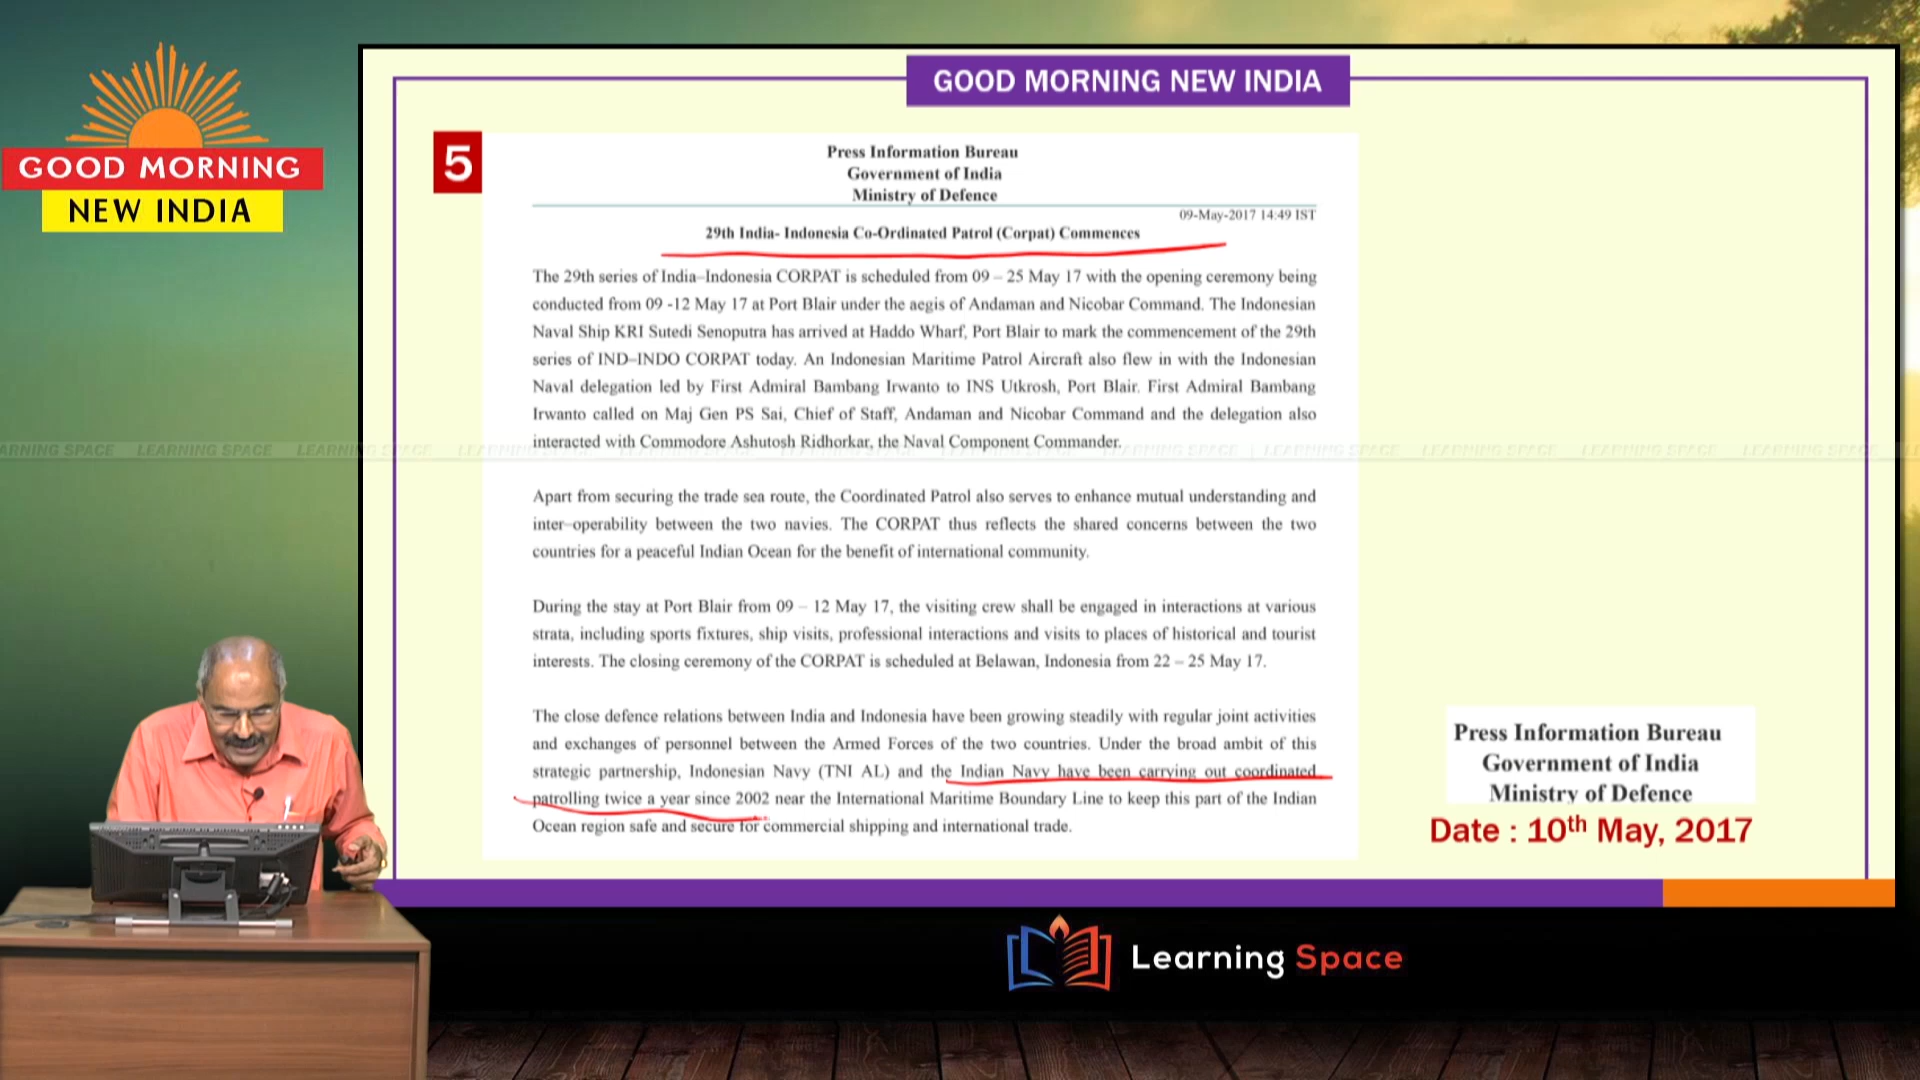 GOOD MORNING
NEW INDIA
GOOD MORNING NEW INDIA
5
Press Information Bureau
Government of India
Ministry of Defence
09-May-2017 14:49 IST
29th India- Indonesia Co-Ordinated Patrol (Corpat) Commences
The 29th series of India–Indonesia CORPAT is scheduled from 09 – 25 May 17 with the opening ceremony being
conducted from 09 -12 May 17 at Port Blair under the aegis of Andaman and Nicobar Command. The Indonesian
Naval Ship KRI Sutedi Senoputra has arrived at Haddo Wharf, Port Blair to mark the commencement of the 29th
series of IND–INDO CORPAT today. An Indonesian Maritime Patrol Aircraft also flew in with the Indonesian
Naval delegation led by First Admiral Bambang Irwanto to INS Utkrosh, Port Blair. First Admiral Bambang
Irwanto called on Maj Gen PS Sai, Chief of Staff, Andaman and Nicobar Command and the delegation also
interacted with Commodore Ashutosh Ridhorkar, the Naval Component Commander.
ARNING SPACE LEARNING SPACE LEARNING SPACE LEARNING SPACE LEARNING SPACE LEARNING SPACE LEARNING SPACE
Apart from securing the trade sea route, the Coordinated Patrol also serves to enhance mutual understanding and
inter–operability between the two navies. The CORPAT thus reflects the shared concerns between the two
countries for a peaceful Indian Ocean for the benefit of international community.
During the stay at Port Blair from 09 – 12 May 17, the visiting crew shall be engaged in interactions at various
strata, including sports fixtures, ship visits, professional interactions and visits to places of historical and tourist
interests. The closing ceremony of the CORPAT is scheduled at Belawan, Indonesia from 22 – 25 May 17.
The close defence relations between India and Indonesia have been growing steadily with regular joint activities
and exchanges of personnel between the Armed Forces of the two countries. Under the broad ambit of this
strategic partnership, Indonesian Navy (TNI AL) and the Indian Navy have been carrying out coordinated
patrolling twice a year since 2002 near the International Maritime Boundary Line to keep this part of the Indian
Ocean region safe and secure for commercial shipping and international trade.
Press Information Bureau
Government of India
Ministry of Defence
Date : 10th May, 2017
Learning Space